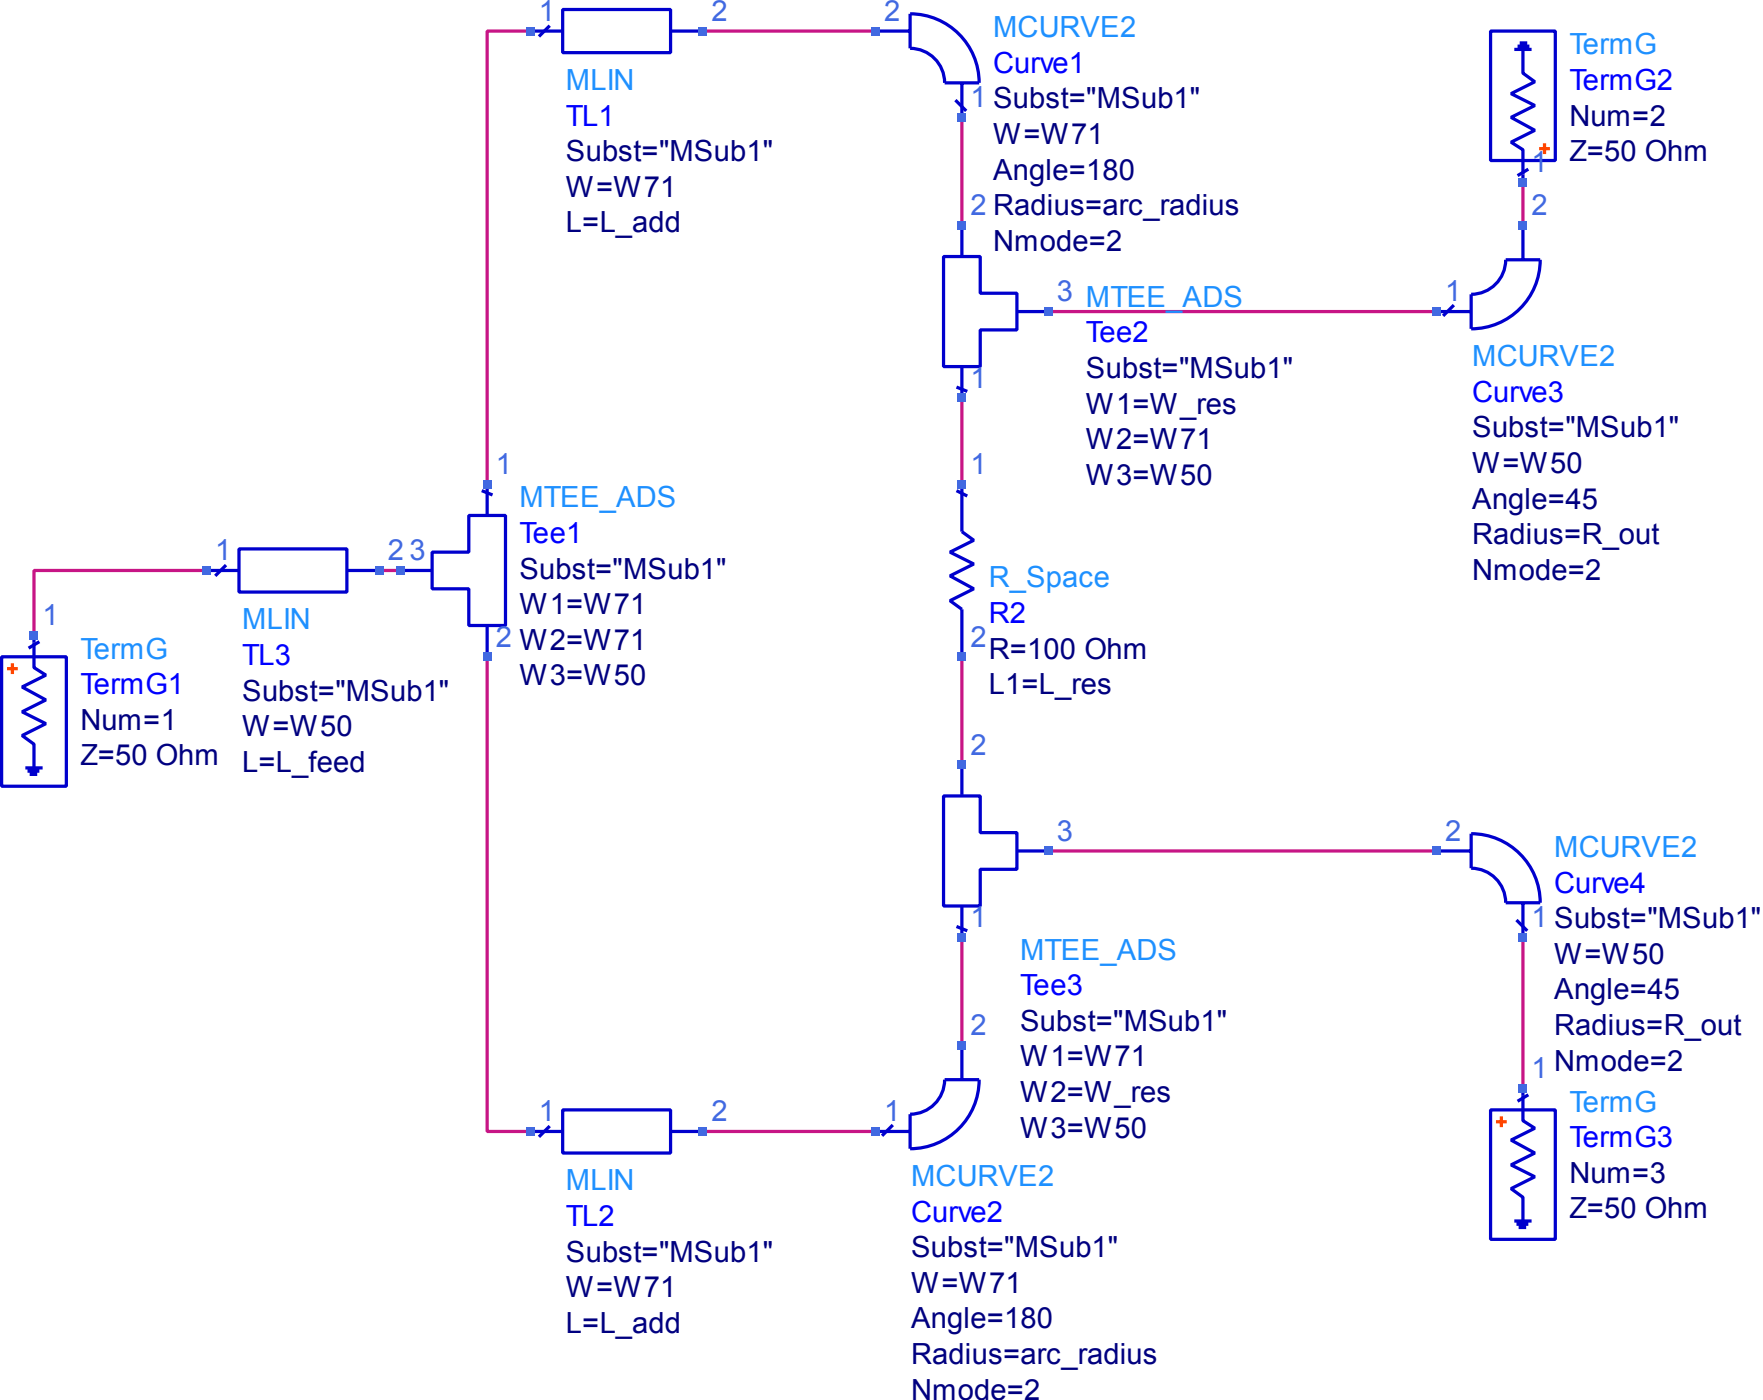 1
2
MLIN
TL1
Subst="MSub1"
W=W71
L=L_add
2
1
MCURVE2
Curve1
Subst="MSub1"
W=W71
Angle=180
Radius=arc_radius
Nmode=2
TermG
TermG2
Num=2
Z=50 Ohm
1
2
1
MCURVE2
Curve3
Subst="MSub1"
W=W50
Angle=45
Radius=R_out
Nmode=2
2
3
1
MTEE_ADS
Tee2
Subst="MSub1"
W1=W_res
W2=W71
W3=W50
1
2 3
2
MTEE_ADS
Tee1
Subst="MSub1"
W1=W71
W2=W71
W3=W50
1
MLIN
TL3
Subst="MSub1"
W=W50
L=L_feed
1
TermG
TermG1
Num=1
Z=50 Ohm
1
2
R_Space
R2
R=100 Ohm
L1=L_res
2
3
1
MTEE_ADS
Tee3
Subst="MSub1"
W1=W71
W2=W_res
W3=W50
2
1
MCURVE2
Curve4
Subst="MSub1"
W=W50
Angle=45
Radius=R_out
Nmode=2
1
TermG
TermG3
Num=3
Z=50 Ohm
1
2
MLIN
TL2
Subst="MSub1"
W=W71
L=L_add
2
1
MCURVE2
Curve2
Subst="MSub1"
W=W71
Angle=180
Radius=arc_radius
Nmode=2